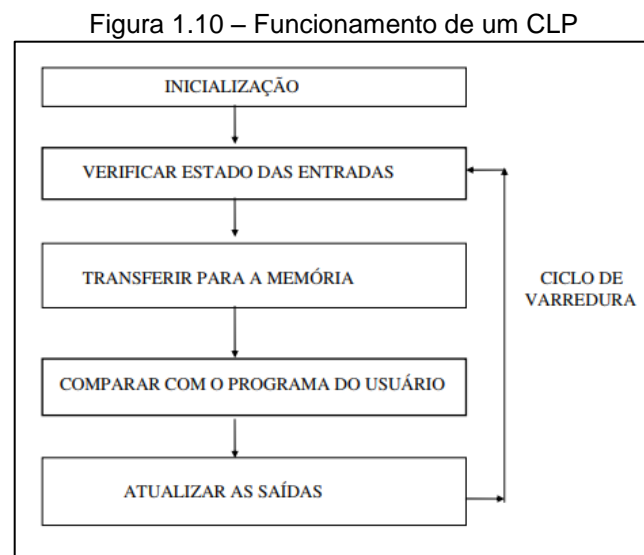 Figura 1.10 – Funcionamento de um CLP
INICIALIZAÇÃO
VERIFICAR ESTADO DAS ENTRADAS
TRANSFERIR PARA A MEMÓRIA
CICLO DE
VARREDURA
COMPARAR COM O PROGRAMA DO USUÁRIO
ATUALIZAR AS SAÍDAS